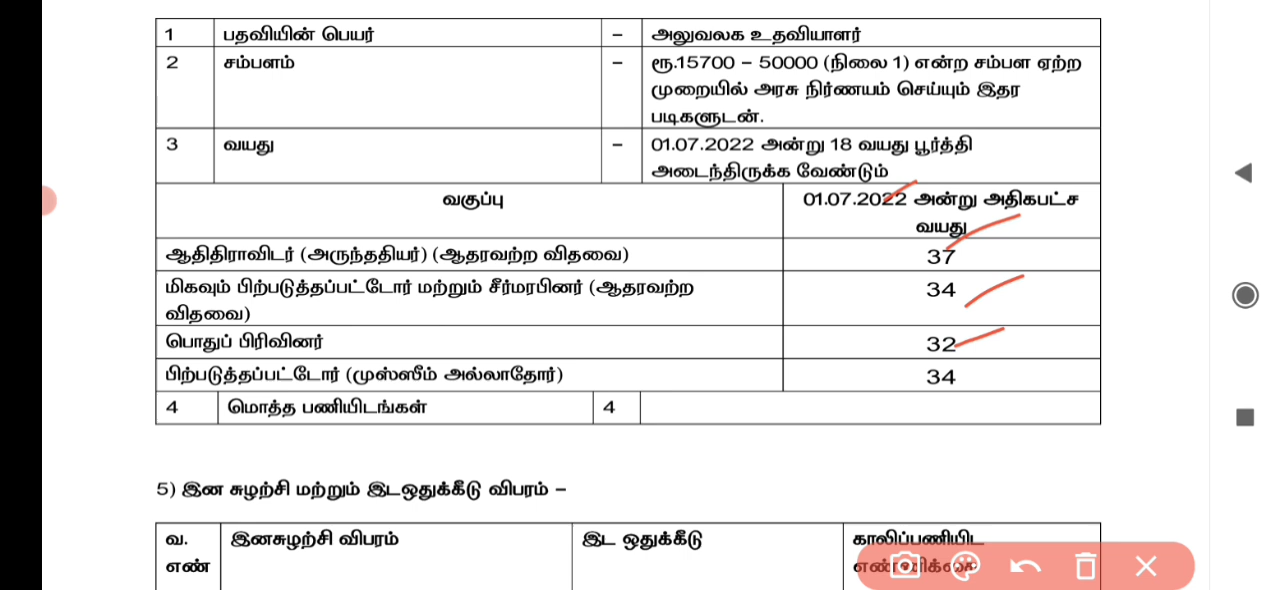 1 பதவியின் பெயர் – அலுவலக உதவியாளர்
2 சம்பளம் – ரூ.15700 – 50000 (நிலை 1) என்ற சம்பள ஏற்ற
முறையில் அரசு நிர்ணயம் செய்யும் இதர
படிகளுடன்.
3 வயது – 01.07.2022 அன்று 18 வயது பூர்த்தி
அடைந்திருக்க வேண்டும்
வகுப்பு 01.07.2022 அன்று அதிகபட்ச
வயது
ஆதிதிராவிடர் (அருந்ததியர்) (ஆதரவற்ற விதவை) 37
மிகவும் பிற்படுத்தப்பட்டோர் மற்றும் சீர்மரபினர் (ஆதரவற்ற 34
விதவை)
பொதுப் பிரிவினர் 32
பிற்படுத்தப்பட்டோர் (முஸ்லீம் அல்லாதோர்) 34
4 மொத்த பணியிடங்கள் 4
5) இன சுழற்சி மற்றும் இடஒதுக்கீடு விபரம் –
வ. இனசுழற்சி விபரம் இட ஒதுக்கீடு காலிப்பணியிட
எண் எண்ணிக்கை